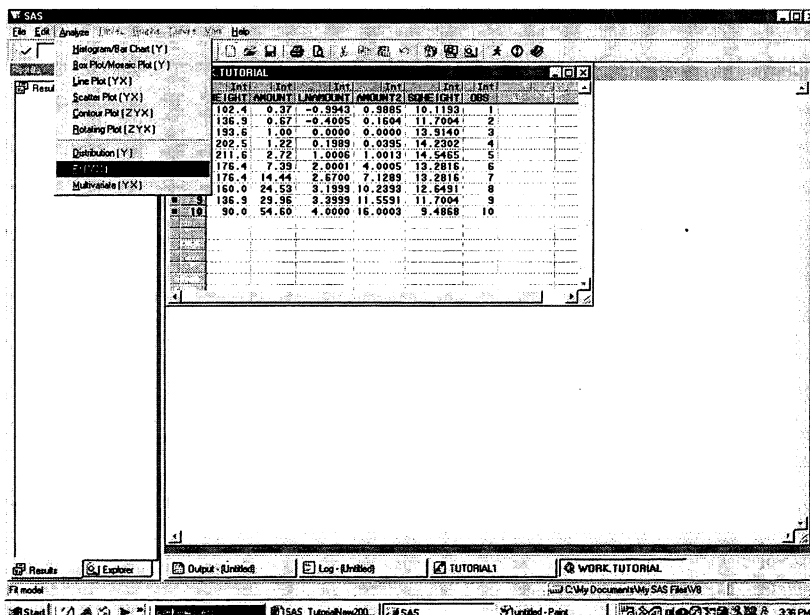 SAS
File Edit Analyze Help
Histogram/Bar Chart ( Y )
Box Plot/Mosaic Plot ( Y )
Line Plot ( Y X )
Scatter Plot ( Y X )
Contour Plot ( Z Y X )
Rotating Plot ( Z Y X )
Distribution ( Y )
Multivariate ( Y X )
.TUTORIAL
Int Int Int Int Int Int
EIGHT AMOUNT LNAMOUNT AMOUNT2 SQHEIGHT OBS
102.4 0.37 -0.9943 0.9885 10.1193 1
136.9 0.67 -0.4005 0.1604 11.7004 2
193.6 1.00 0.0000 0.0000 13.9140 3
202.5 1.22 0.1989 0.0395 14.2302 4
211.6 2.72 1.0006 1.0013 14.5465 5
176.4 7.39 2.0001 4.0005 13.2816 6
176.4 14.44 2.6700 7.1289 13.2816 7
160.0 24.53 3.1999 10.2393 12.6491 8
9 136.9 29.96 3.3999 11.5591 11.7004 9
10 90.0 54.60 4.0000 16.0003 9.4868 10
Resul
Results Explorer Output - (Untitled) Log - (Untitled) TUTORIAL1 WORK.TUTORIAL
Fit model C:\My Documents\My SAS Files\V8
Start SAS_TutorialNew200... SAS untitled - Paint 3:38 PM